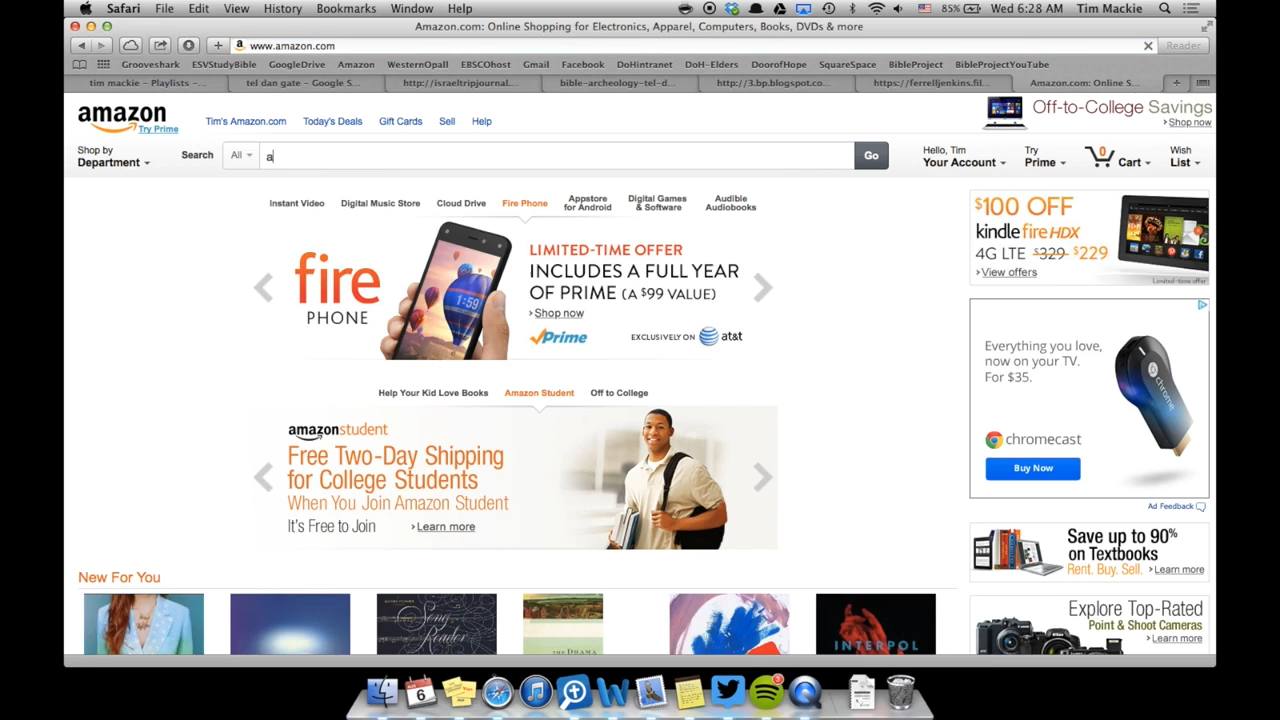 Safari File Edit View History Bookmarks Window Help 85% Wed 6:28 AM Tim Mackie
Amazon.com: Online Shopping for Electronics, Apparel, Computers, Books, DVDs & more
www.amazon.com Reader
Grooveshark ESVStudyBible GoogleDrive Amazon WesternOpall EBSCOhost Gmail Facebook DoHintranet DoH-Elders DoorofHope SquareSpace BibleProject BibleProjectYouTube
tim mackie – Playlists –... tel dan gate – Google S... http://israeltripjournal... bible-archeology-tel-d... http://3.bp.blogspot.co... https://ferrelljenkins.fil... Amazon.com: Online S...
amazon
Try Prime
Tim's Amazon.com Today's Deals Gift Cards Sell Help
Off-to-College Savings
Shop now
Shop by
Department
Search All a Go
Hello, Tim
Your Account
Try
Prime
0
Cart
Wish
List
Instant Video Digital Music Store Cloud Drive Fire Phone
Appstore
for Android
Digital Games
& Software
Audible
Audiobooks
fire
PHONE
1:59
LIMITED-TIME OFFER
INCLUDES A FULL YEAR
OF PRIME (A $99 VALUE)
Shop now
Prime EXCLUSIVELY ON at&t
$100 OFF
kindle fire HDX
4G LTE $329 $229
View offers
Limited-time offer
Everything you love,
now on your TV.
For $35.
chrome
chromecast
Buy Now
Ad Feedback
Help Your Kid Love Books Amazon Student Off to College
amazonstudent
Free Two-Day Shipping
for College Students
When You Join Amazon Student
It's Free to Join Learn more
Save up to 90%
on Textbooks
Rent. Buy. Sell. Learn more
Explore Top-Rated
Point & Shoot Cameras
Learn more
New For You
Song
Reader
THE DRAMA
INTERPOL
6
W
3